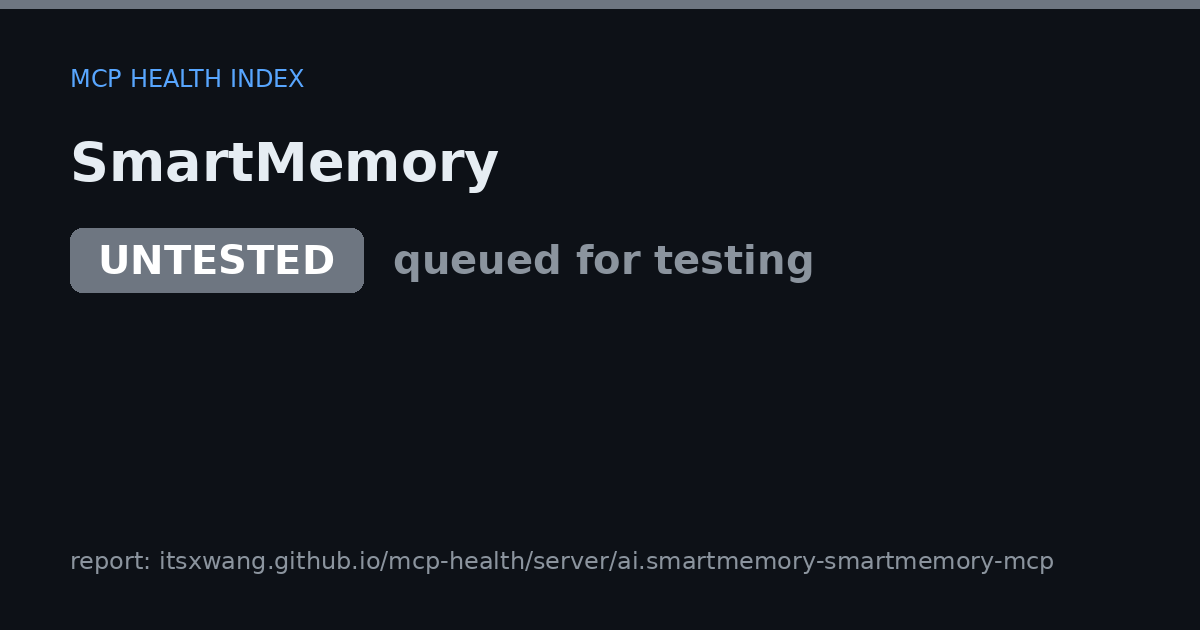 MCP HEALTH INDEX
SmartMemory
UNTESTED queued for testing
report: itsxwang.github.io/mcp-health/server/ai.smartmemory-smartmemory-mcp